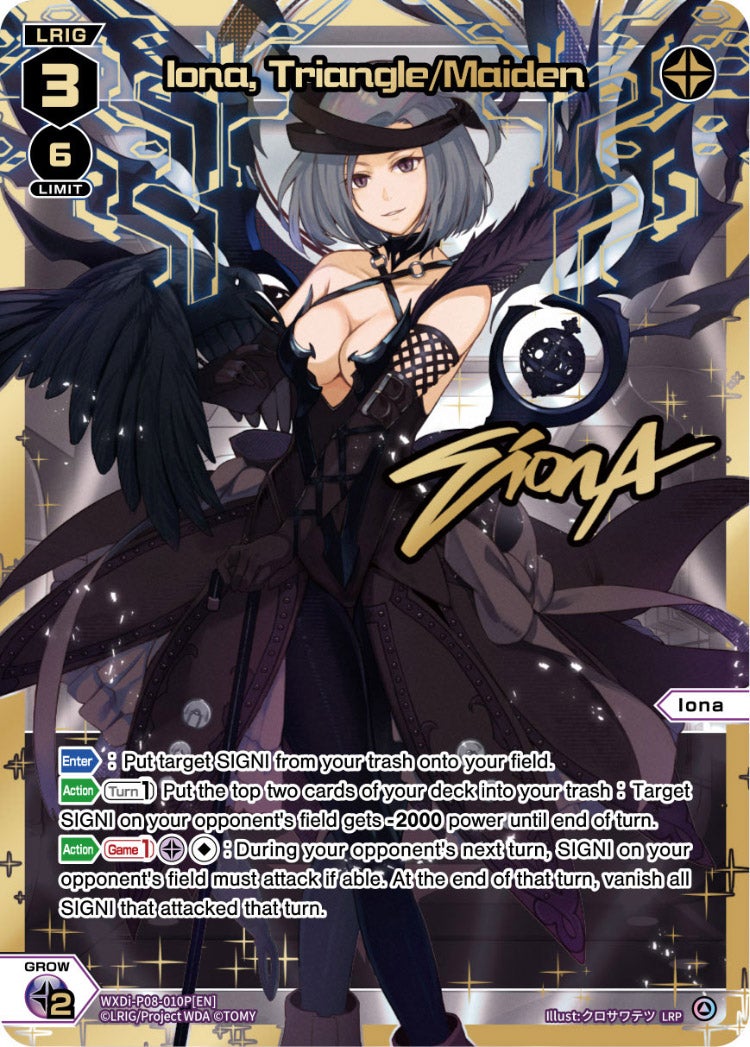 LRIG
3
Iona, Triangle/Maiden
6
LIMIT
EionA
Iona
Enter : Put target SIGNI from your trash onto your field.
Action Turn 1 Put the top two cards of your deck into your trash : Target
SIGNI on your opponent's field gets -2000 power until end of turn.
Action Game 1 : During your opponent's next turn, SIGNI on your
opponent's field must attack if able. At the end of that turn, vanish all
SIGNI that attacked that turn.
GROW
2
WXDi-P08-010P[EN]
©LRIG/Project WDA ©TOMY
Illust:クロサワテツ LRP